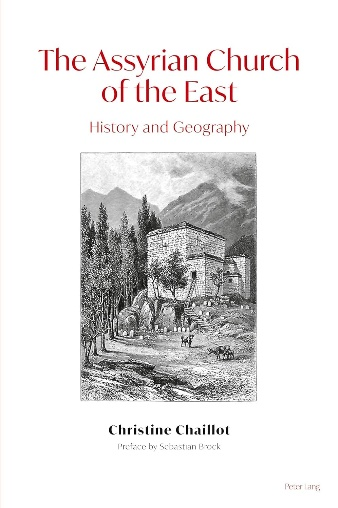 The Assyrian Church
of the East
History and Geography
Christine Chaillot
Preface by Sebastian Brock
Peter Lang